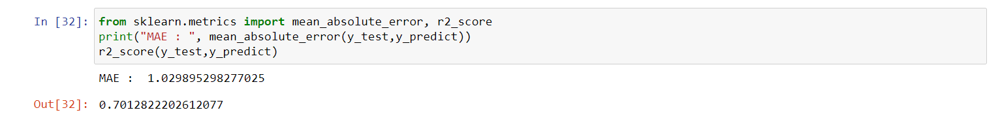 In [32]: from sklearn.metrics import mean_absolute_error, r2_score
print("MAE : ", mean_absolute_error(y_test,y_predict))
r2_score(y_test,y_predict)
MAE :  1.029895298277025
Out[32]: 0.7012822202612077